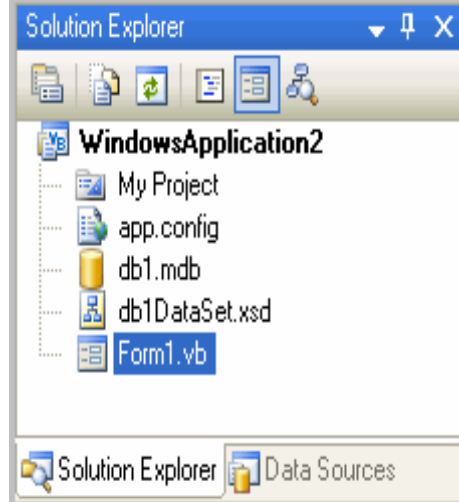 Solution Explorer
WindowsApplication2
My Project
app.config
db1.mdb
db1DataSet.xsd
Form1.vb
Solution Explorer Data Sources